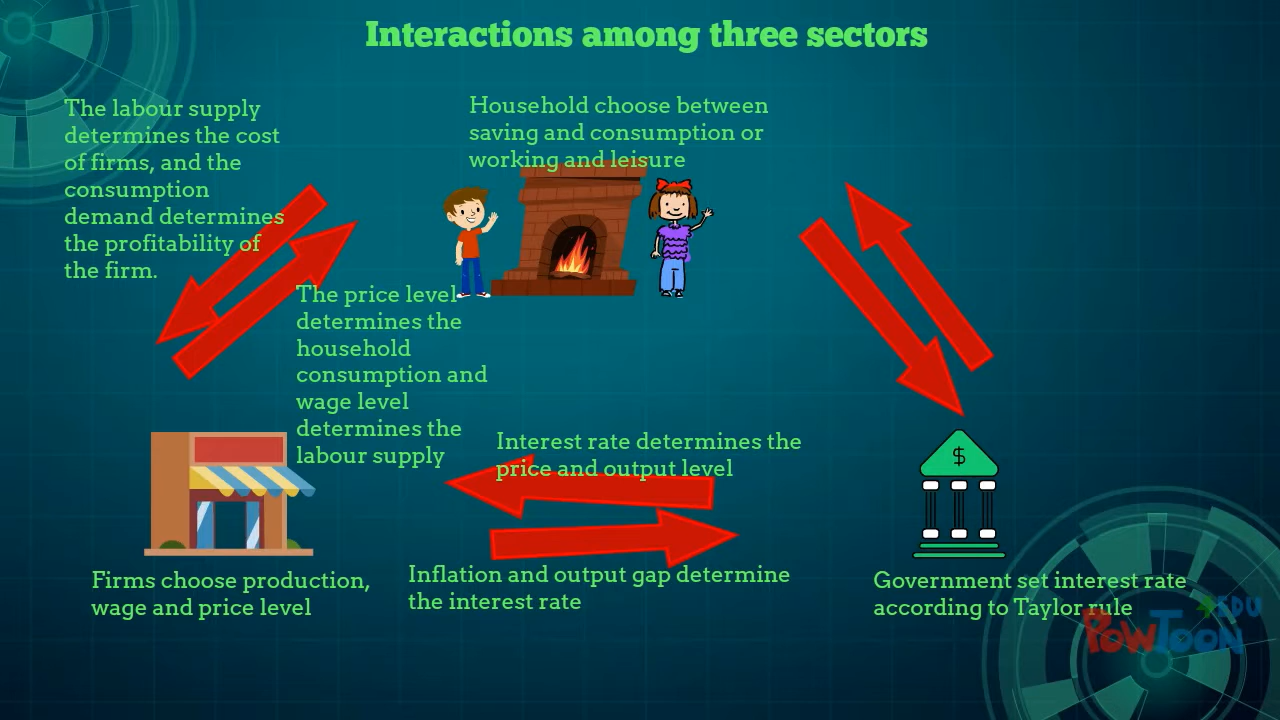 Interactions among three sectors
The labour supply
determines the cost
of firms, and the
consumption
demand determines
the profitability of
the firm.
Household choose between
saving and consumption or
working and leisure
The price level
determines the
household
consumption and
wage level
determines the
labour supply
Interest rate determines the
price and output level
$
Firms choose production,
wage and price level
Inflation and output gap determine
the interest rate
Government set interest rate
according to Taylor rule
EDU
POWTOON